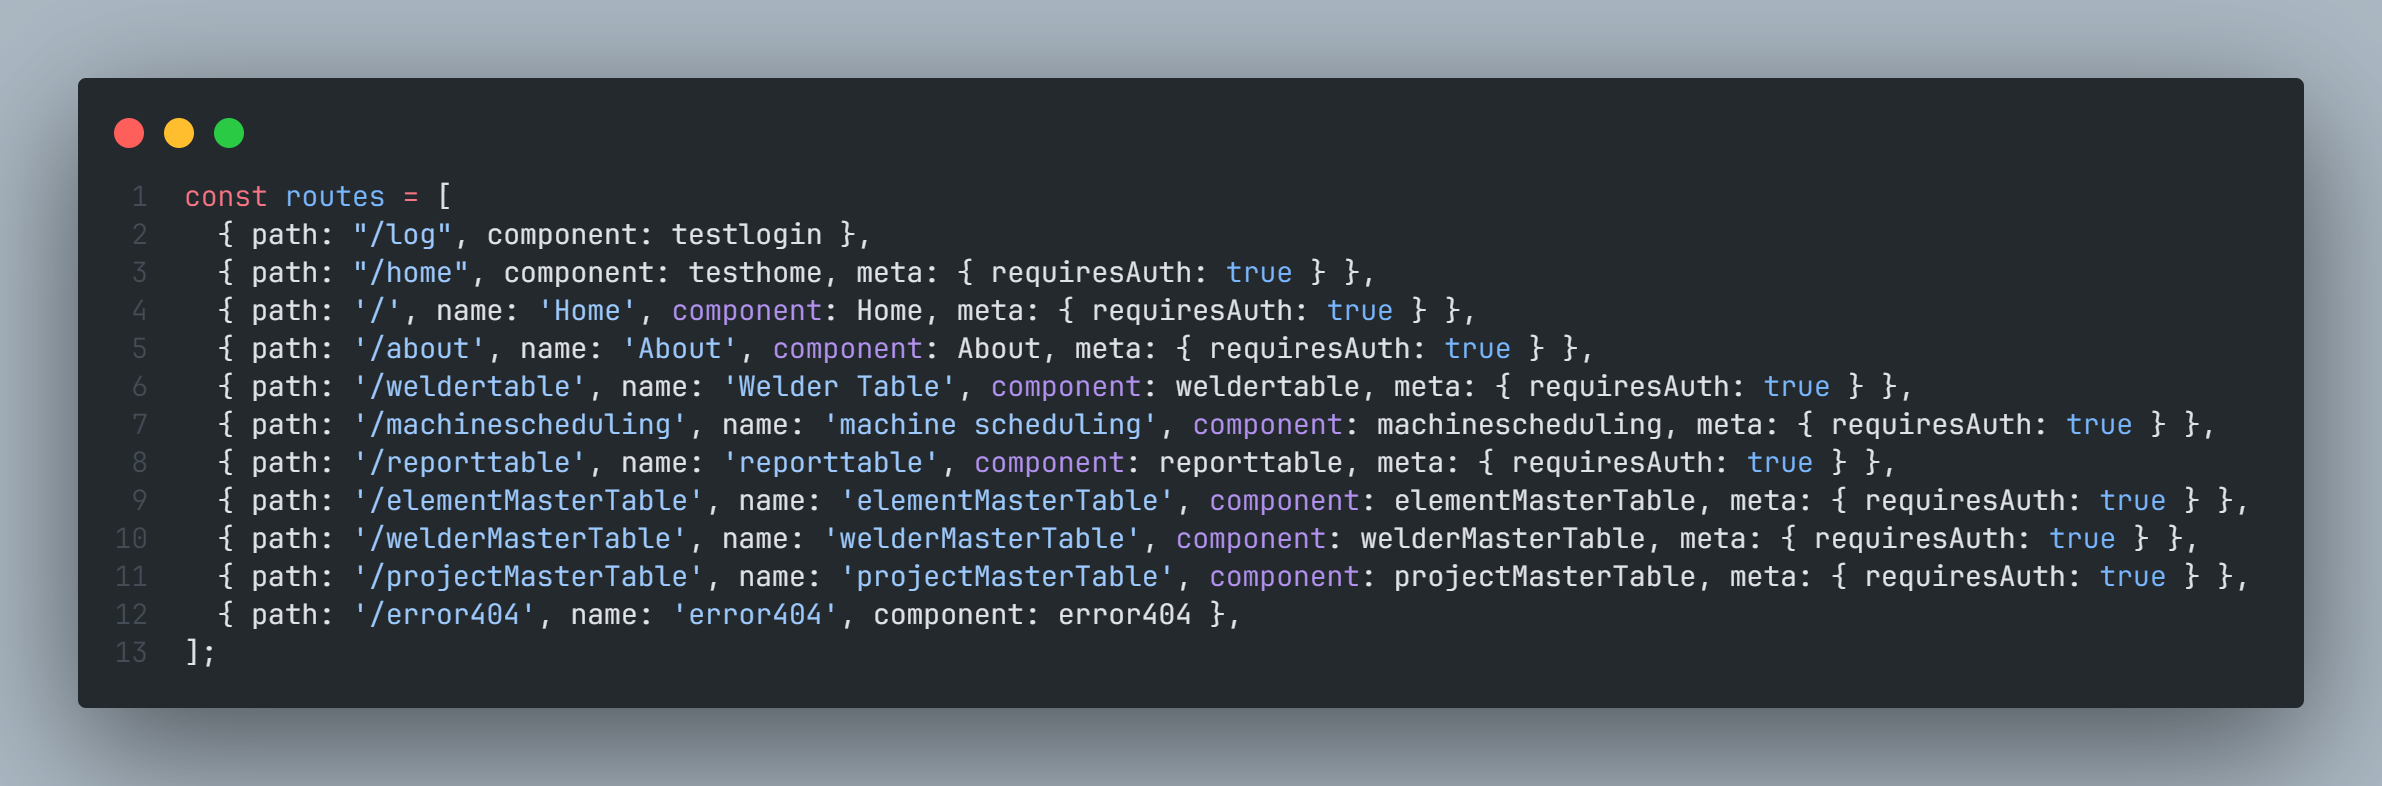 1 const routes = [
2 { path: "/log", component: testlogin },
3 { path: "/home", component: testhome, meta: { requiresAuth: true } },
4 { path: '/', name: 'Home', component: Home, meta: { requiresAuth: true } },
5 { path: '/about', name: 'About', component: About, meta: { requiresAuth: true } },
6 { path: '/weldertable', name: 'Welder Table', component: weldertable, meta: { requiresAuth: true } },
7 { path: '/machinescheduling', name: 'machine scheduling', component: machinescheduling, meta: { requiresAuth: true } },
8 { path: '/reporttable', name: 'reporttable', component: reporttable, meta: { requiresAuth: true } },
9 { path: '/elementMasterTable', name: 'elementMasterTable', component: elementMasterTable, meta: { requiresAuth: true } },
10 { path: '/welderMasterTable', name: 'welderMasterTable', component: welderMasterTable, meta: { requiresAuth: true } },
11 { path: '/projectMasterTable', name: 'projectMasterTable', component: projectMasterTable, meta: { requiresAuth: true } },
12 { path: '/error404', name: 'error404', component: error404 },
13 ];